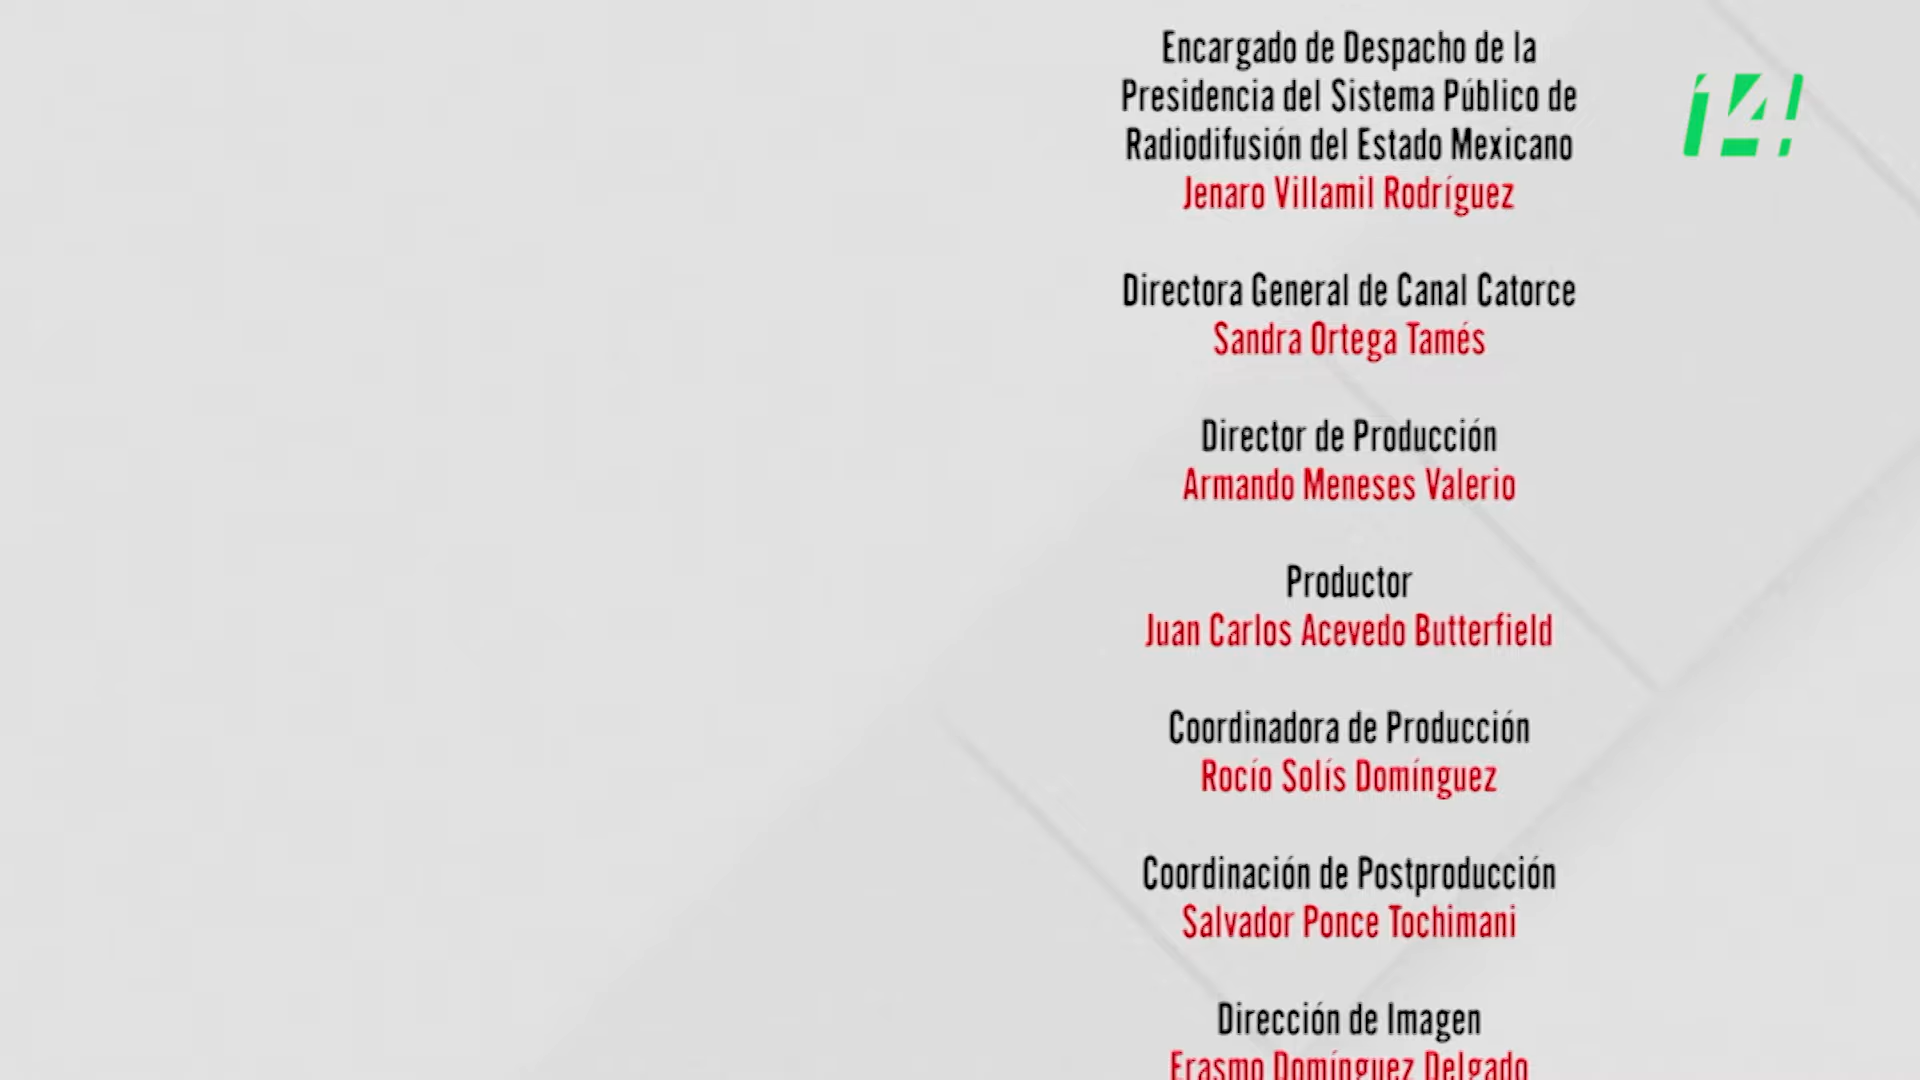 Encargado de Despacho de la
Presidencia del Sistema Público de
Radiodifusión del Estado Mexicano
Jenaro Villamil Rodríguez
Directora General de Canal Catorce
Sandra Ortega Tamés
Director de Producción
Armando Meneses Valerio
Productor
Juan Carlos Acevedo Butterfield
Coordinadora de Producción
Rocío Solís Domínguez
Coordinación de Postproducción
Salvador Ponce Tochimani
Dirección de Imagen
Erasmo Domínguez Delgado
14!